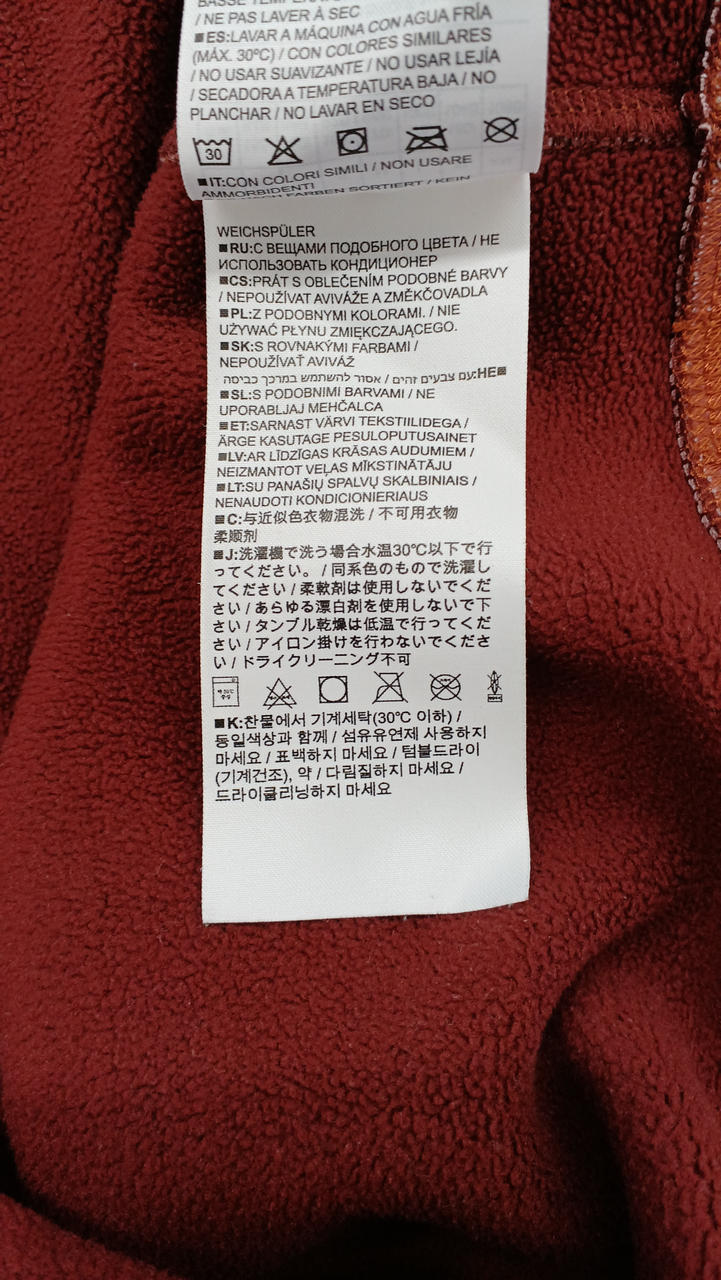 BASSE
/ NE PAS LAVER À SEC
■ES:LAVAR A MÁQUINA CON AGUA FRÍA
(MÁX. 30ºC) / CON COLORES SIMILARES
/ NO USAR SUAVIZANTE / NO USAR LEJÍA
/ SECADORA A TEMPERATURA BAJA / NO
PLANCHAR / NO LAVAR EN SECO
30
■IT:CON COLORI SIMILI / NON USARE
AMMORBIDENTI
FARBEN SORTIERT / KEIN
WEICHSPÜLER
■RU:С ВЕЩАМИ ПОДОБНОГО ЦВЕТА / НЕ
ИСПОЛЬЗОВАТЬ КОНДИЦИОНЕР
■CS:PRÁT S OBLEČENÍM PODOBNÉ BARVY
/ NEPOUŽÍVAT AVIVÁŽE A ZMĚKČOVADLA
■PL:Z PODOBNYMI KOLORAMI. / NIE
UŻYWAĆ PŁYNU ZMIĘKCZAJĄCEGO.
■SK:S ROVNAKÝMI FARBAMI /
NEPOUŽÍVAŤ AVIVÁŽ
■HE:עם צבעים זהים / אסור להשתמש במרכך כביסה
■SL:S PODOBNIMI BARVAMI / NE
UPORABLJAJ MEHČALCA
■ET:SARNAST VÄRVI TEKSTIILIDEGA /
ÄRGE KASUTAGE PESULOPUTUSAINET
■LV:AR LĪDZĪGAS KRĀSAS AUDUMIEM /
NEIZMANTOT VEĻAS MĪKSTINĀTĀJU
■LT:SU PANAŠIŲ SPALVŲ SKALBINIAIS /
NENAUDOTI KONDICIONIERIAUS
■C:与近似色衣物混洗 / 不可用衣物
柔顺剂
■J:洗濯機で洗う場合水温30℃以下で行
ってください。 / 同系色のもので洗濯し
てください / 柔軟剤は使用しないでくだ
さい / あらゆる漂白剤を使用しないで下
さい / タンブル乾燥は低温で行ってくだ
さい / アイロン掛けを行わないでくださ
い / ドライクリーニング不可
■K:찬물에서 기계세탁(30℃ 이하) /
동일색상과 함께 / 섬유유연제 사용하지
마세요 / 표백하지 마세요 / 텀블드라이
(기계건조), 약 / 다림질하지 마세요 /
드라이클리닝하지 마세요